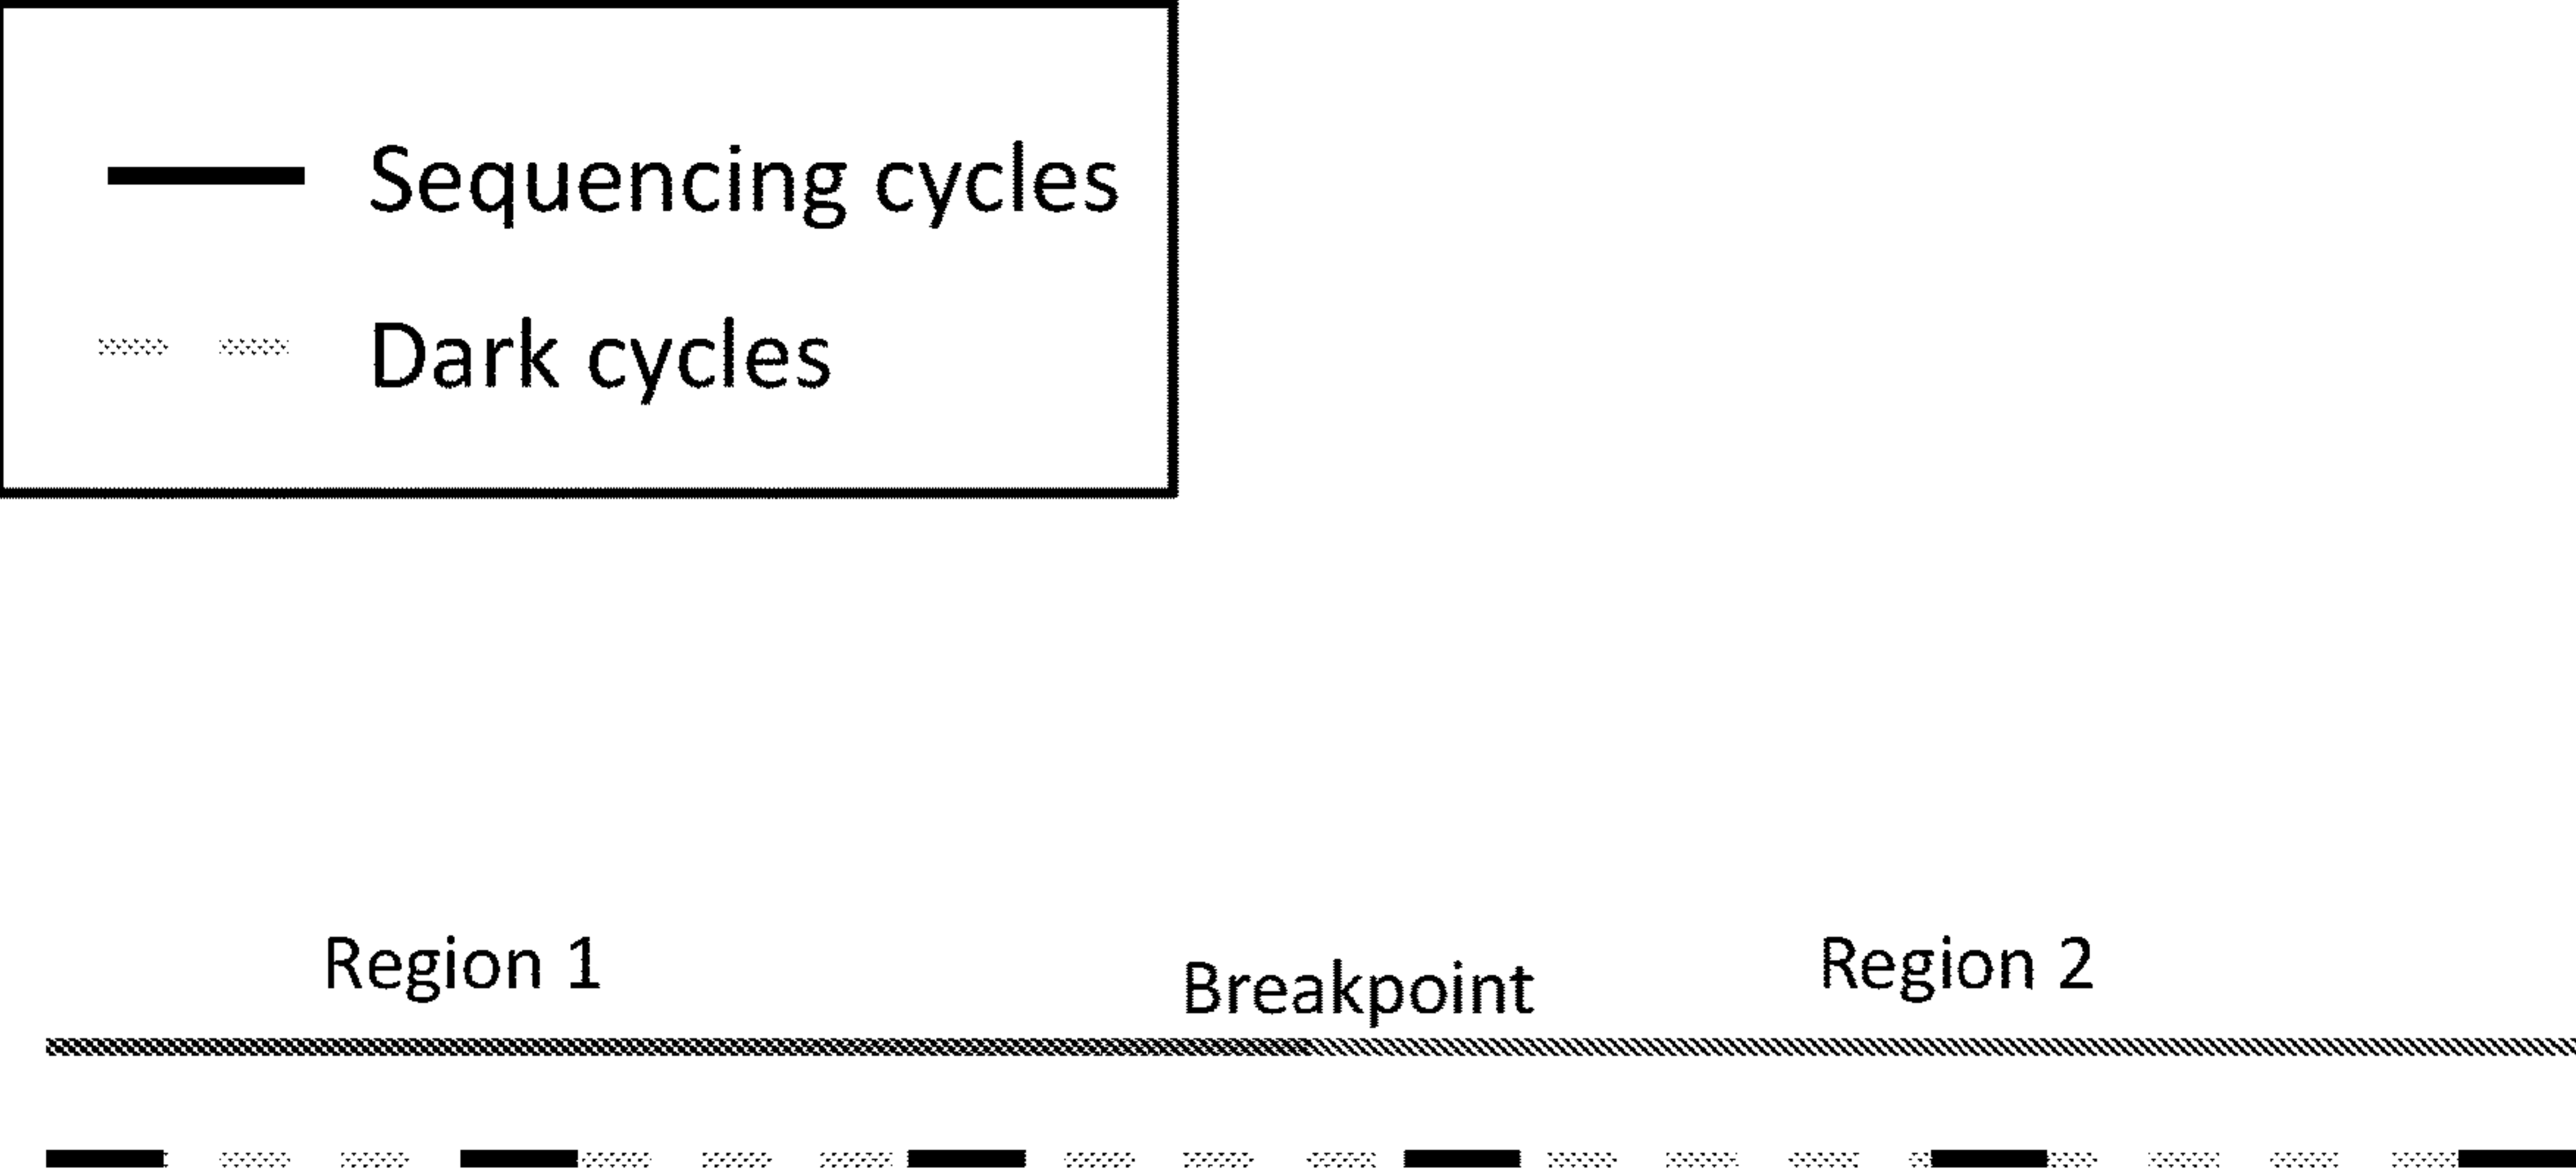 Sequencing cycles
Dark cycles
Region 1
Breakpoint
Region 2